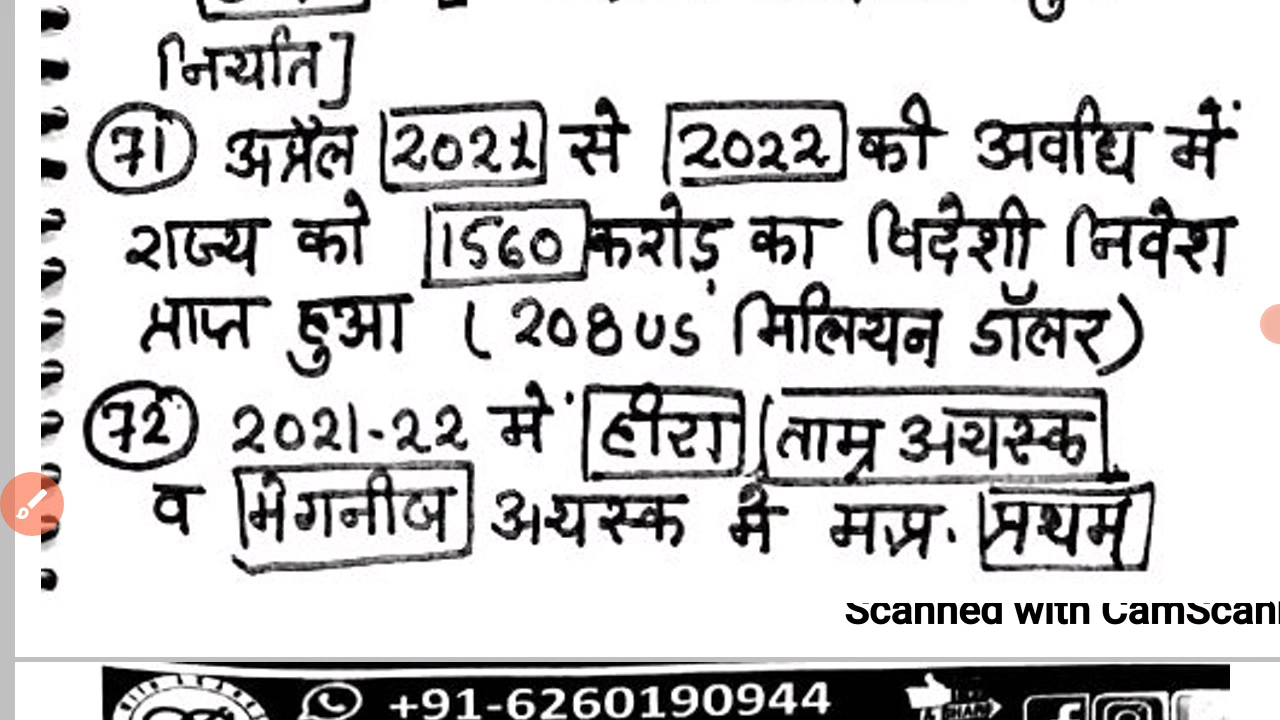 निर्यात]
71 अप्रैल 2021 से 2022 की अवधि में
राज्य को 1560 करोड़ का विदेशी निवेश
प्राप्त हुआ (208 US मिलियन डॉलर)
72 2021-22 में हीरा, ताम्र अयस्क
व मेगनीज अयस्क में म.प्र. प्रथम
Scanned with CamScan
+91-6260190944